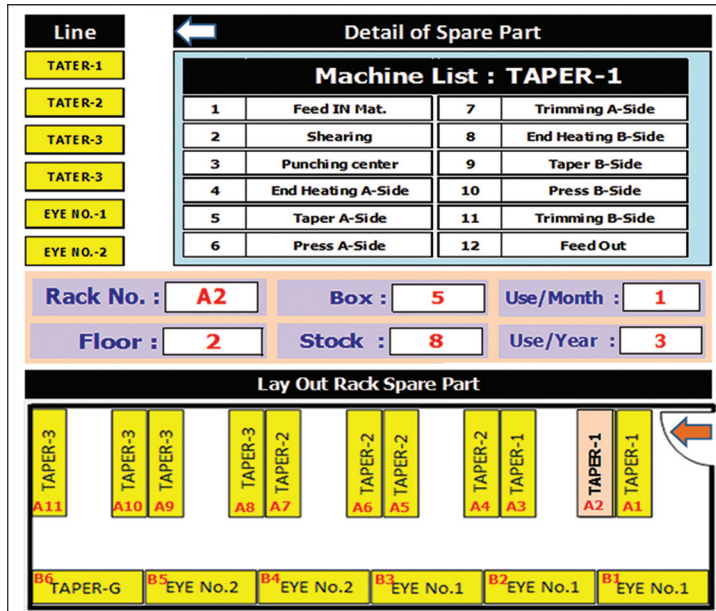 Line
Detail of Spare Part
TATER-1
TATER-2
TATER-3
TATER-3
EYE NO.-1
EYE NO.-2
Machine List : TAPER-1
1 Feed IN Mat. 7 Trimming A-Side
2 Shearing 8 End Heating B-Side
3 Punching center 9 Taper B-Side
4 End Heating A-Side 10 Press B-Side
5 Taper A-Side 11 Trimming B-Side
6 Press A-Side 12 Feed Out
Rack No. : A2 Box : 5 Use/Month : 1
Floor : 2 Stock : 8 Use/Year : 3
Lay Out Rack Spare Part
TAPER-3 A11
TAPER-3 A10
TAPER-3 A9
TAPER-3 A8
TAPER-2 A7
TAPER-2 A6
TAPER-2 A5
TAPER-2 A4
TAPER-1 A3
TAPER-1 A2
TAPER-1 A1
B6 TAPER-G
B5 EYE No.2
B4 EYE No.2
B3 EYE No.1
B2 EYE No.1
B1 EYE No.1